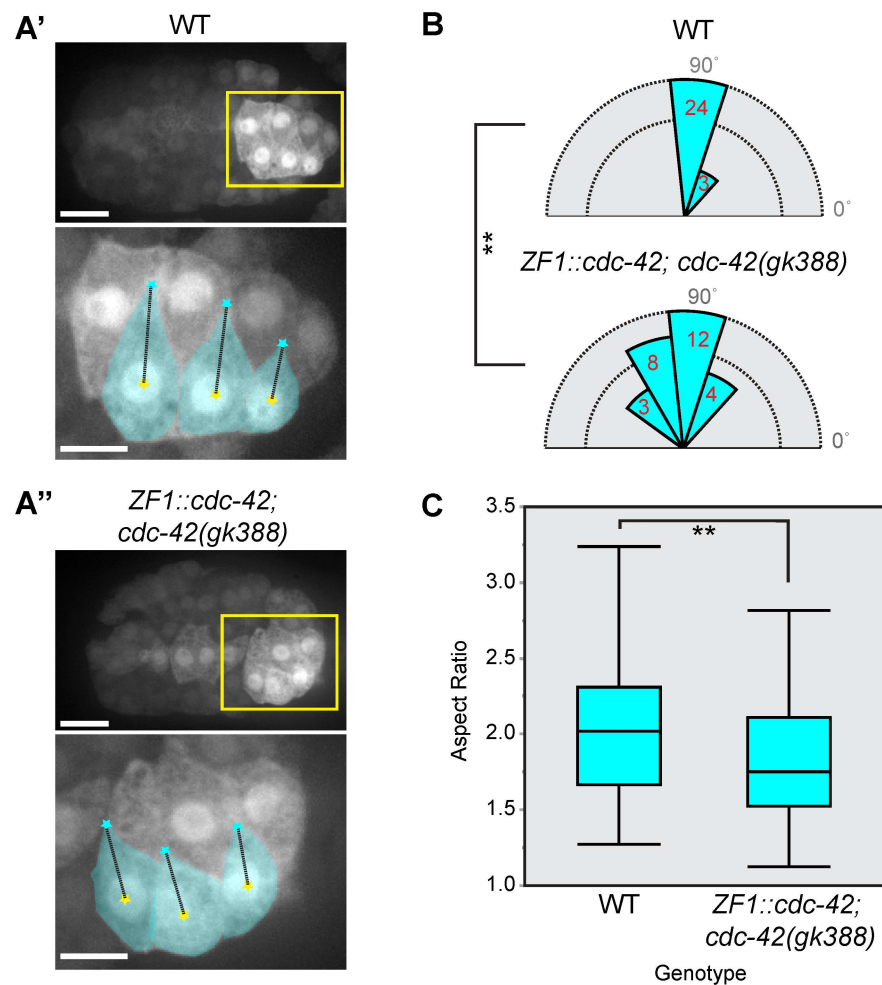 A’
WT
A’’
ZF1::cdc-42;
cdc-42(gk388)
B
WT
90°
24
3
0°
**
ZF1::cdc-42; cdc-42(gk388)
90°
12
8
4
3
0°
C
3.5
3.0
2.5
2.0
1.5
1.0
Aspect Ratio
**
WT
ZF1::cdc-42;
cdc-42(gk388)
Genotype